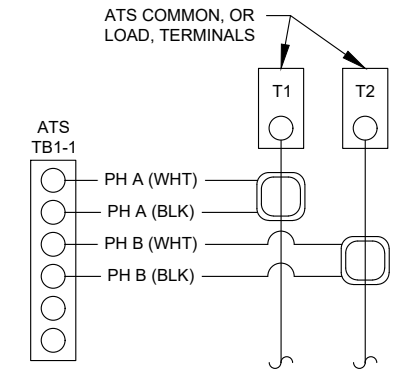 ATS COMMON, OR
LOAD, TERMINALS
T1
T2
ATS
TB1-1
PH A (WHT)
PH A (BLK)
PH B (WHT)
PH B (BLK)